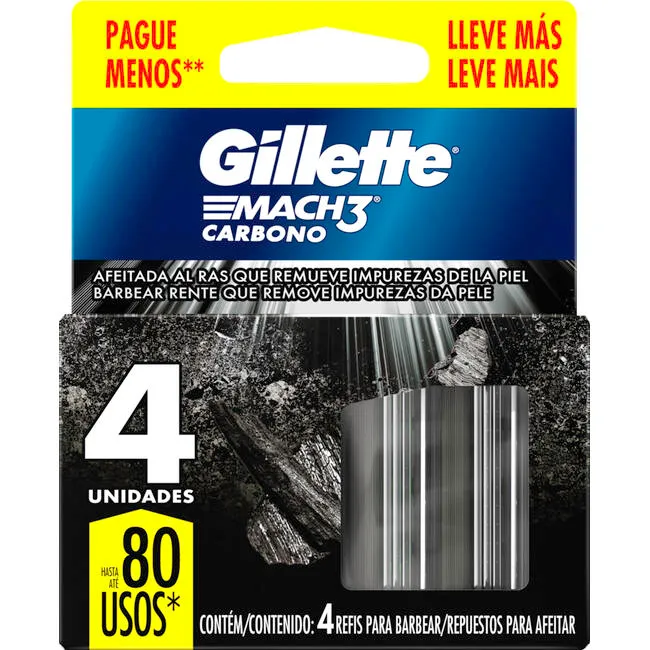 PAGUE
MENOS**
LLEVE MÁS
LEVE MAIS
Gillette®
MACH3®
CARBONO
AFEITADA AL RAS QUE REMUEVE IMPUREZAS DE LA PIEL
BARBEAR RENTE QUE REMOVE IMPUREZAS DA PELE
4
UNIDADES
HASTA
ATÉ
80
USOS*
CONTÉM/CONTENIDO: 4 REFIS PARA BARBEAR/REPUESTOS PARA AFEITAR